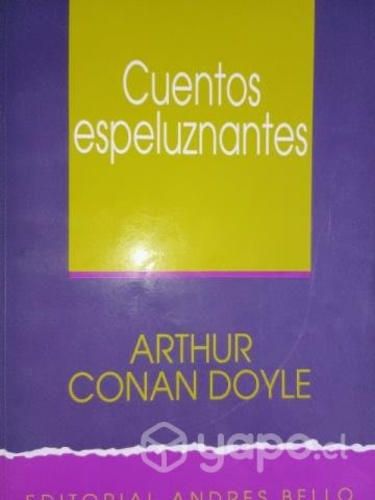 Cuentos
espeluznantes
ARTHUR
CONAN DOYLE
yapo.cl
EDITORIAL ANDRES BELLO